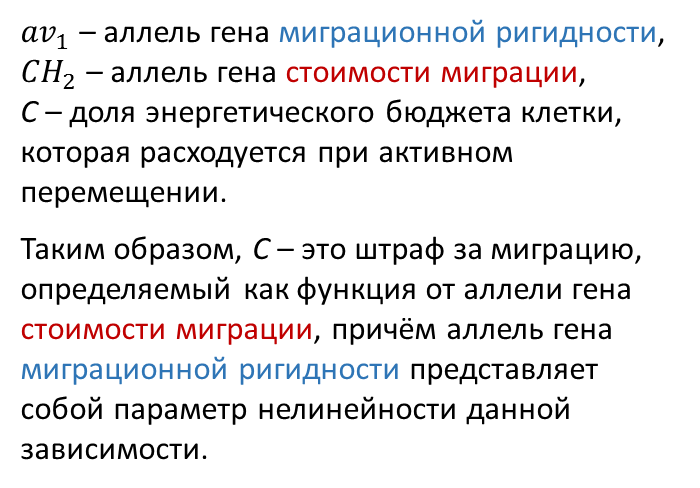 av₁ – аллель гена миграционной ригидности,
CH₂ – аллель гена стоимости миграции,
C – доля энергетического бюджета клетки,
которая расходуется при активном
перемещении.
Таким образом, C – это штраф за миграцию,
определяемый как функция от аллели гена
стоимости миграции, причём аллель гена
миграционной ригидности представляет
собой параметр нелинейности данной
зависимости.